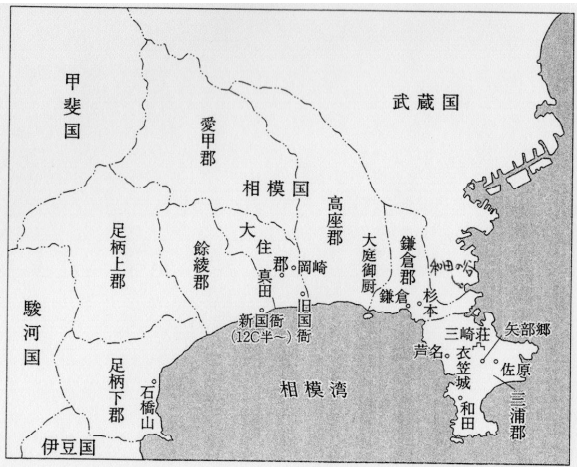 甲斐国
武蔵国
愛甲郡
相模国
高座郡
足柄上郡
餘綾郡
大住郡
大庭御厨
鎌倉郡
岡崎
真田
鎌倉
杉本
駿河国
新国衙
(12C半〜)
旧国衙
三崎荘
矢部郷
芦名
衣笠城
佐原
足柄下郡
石橋山
相模湾
和田
三浦郡
伊豆国